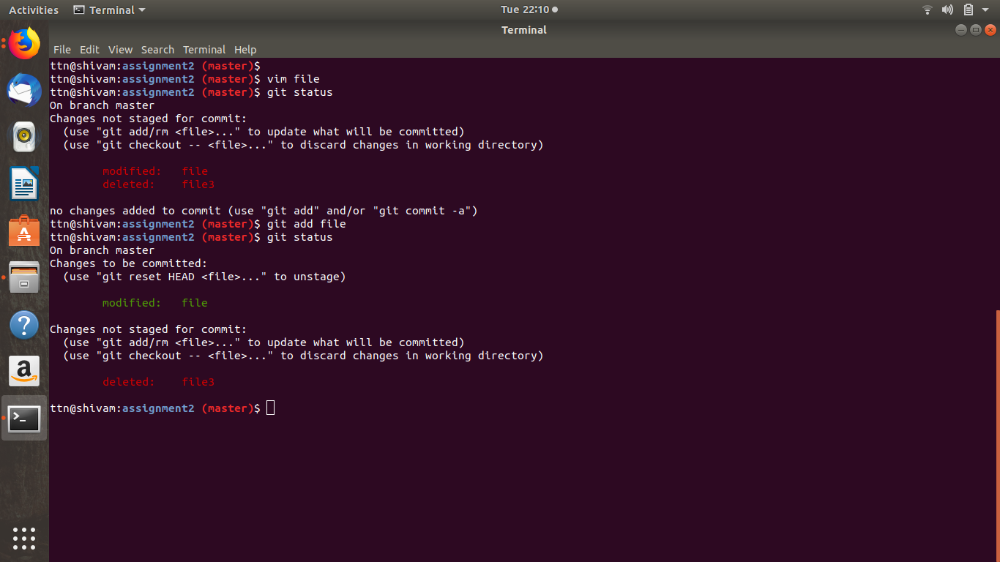 Activities Terminal Tue 22:10
Terminal
File Edit View Search Terminal Help
ttn@shivam:assignment2 (master)$
ttn@shivam:assignment2 (master)$ vim file
ttn@shivam:assignment2 (master)$ git status
On branch master
Changes not staged for commit:
  (use "git add/rm <file>..." to update what will be committed)
  (use "git checkout -- <file>..." to discard changes in working directory)

        modified:   file
        deleted:    file3

no changes added to commit (use "git add" and/or "git commit -a")
ttn@shivam:assignment2 (master)$ git add file
ttn@shivam:assignment2 (master)$ git status
On branch master
Changes to be committed:
  (use "git reset HEAD <file>..." to unstage)

        modified:   file

Changes not staged for commit:
  (use "git add/rm <file>..." to update what will be committed)
  (use "git checkout -- <file>..." to discard changes in working directory)

        deleted:    file3

ttn@shivam:assignment2 (master)$